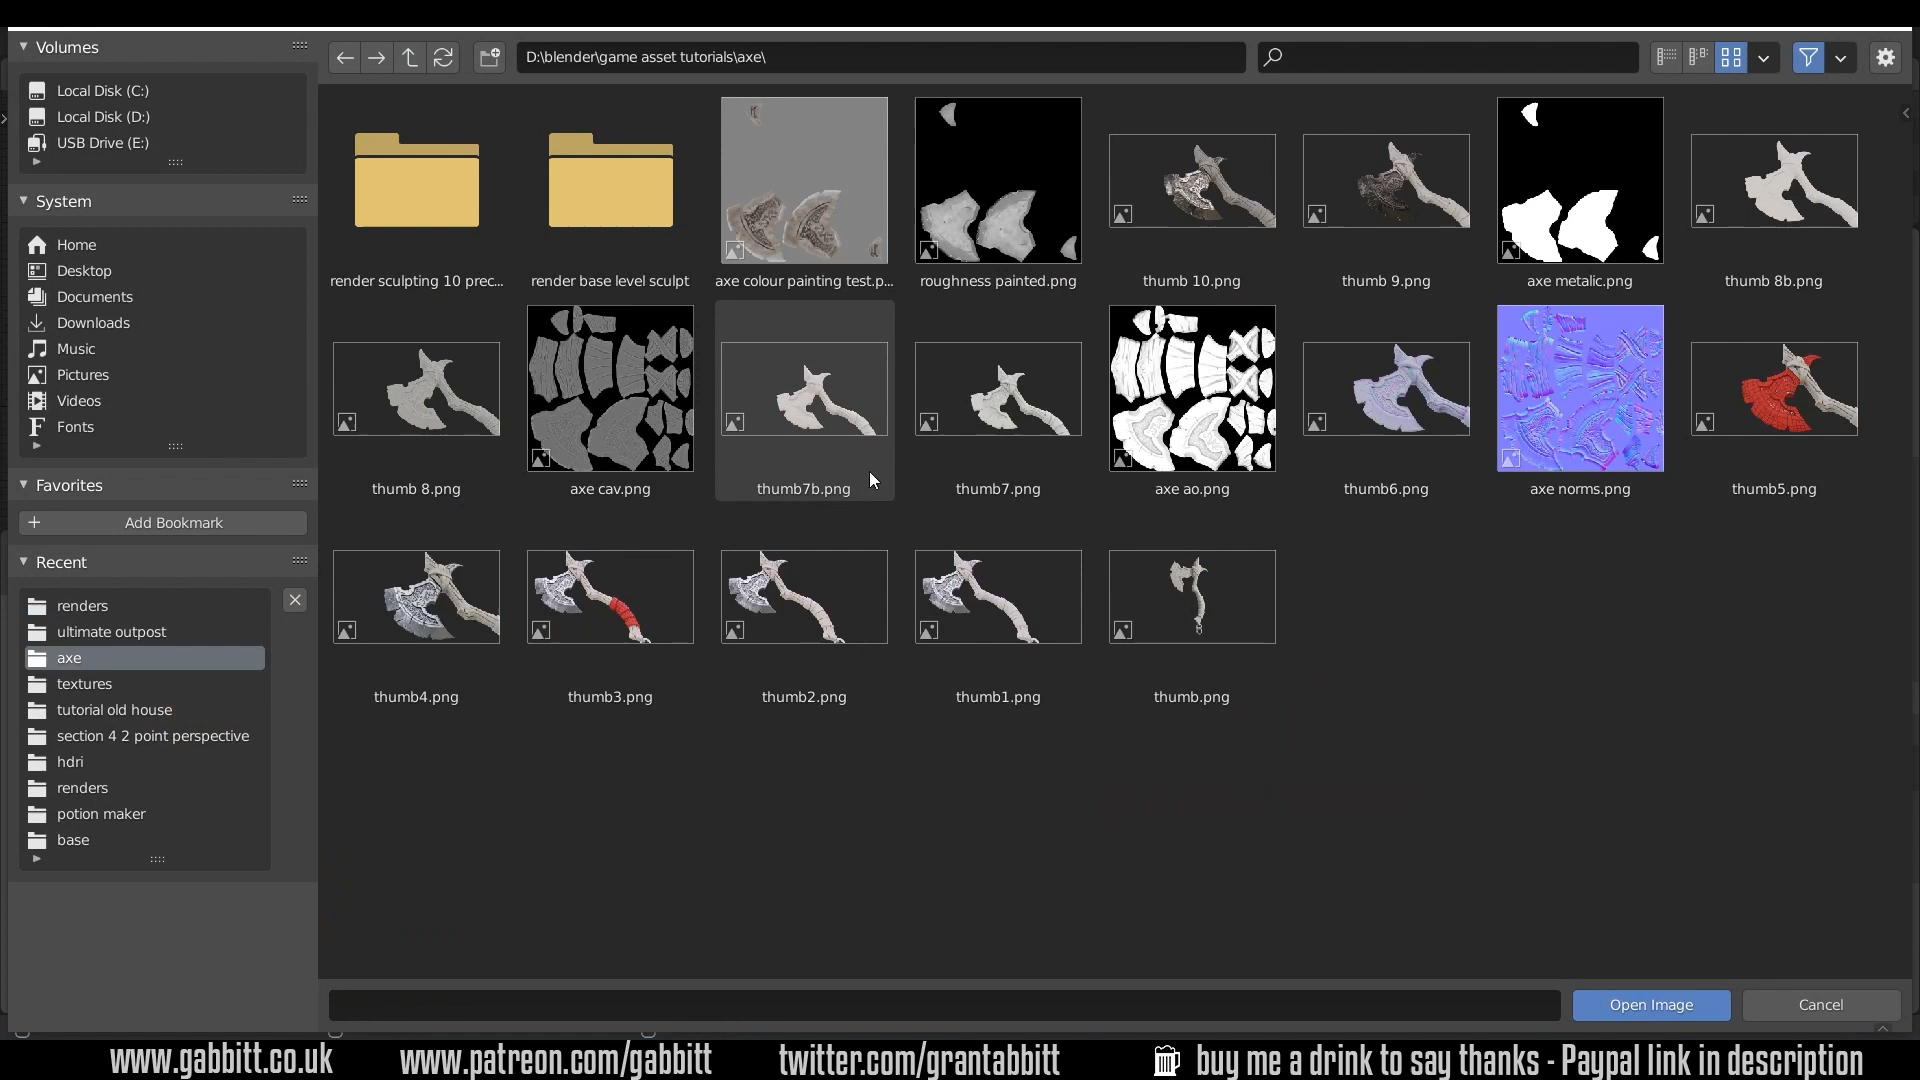 Volumes
D:\blender\game asset tutorials\axe\
Local Disk (C:)
Local Disk (D:)
USB Drive (E:)
System
Home
Desktop
Documents
Downloads
Music
Pictures
Videos
Fonts
Favorites
Add Bookmark
Recent
renders
ultimate outpost
axe
textures
tutorial old house
section 4 2 point perspective
hdri
renders
potion maker
base
render sculpting 10 prec...
render base level sculpt
axe colour painting test.p...
roughness painted.png
thumb 10.png
thumb 9.png
axe metalic.png
thumb 8b.png
thumb 8.png
axe cav.png
thumb7b.png
thumb7.png
axe ao.png
thumb6.png
axe norms.png
thumb5.png
thumb4.png
thumb3.png
thumb2.png
thumb1.png
thumb.png
Open Image
Cancel
www.gabbitt.co.uk
www.patreon.com/gabbitt
twitter.com/grantabbitt
buy me a drink to say thanks - Paypal link in description